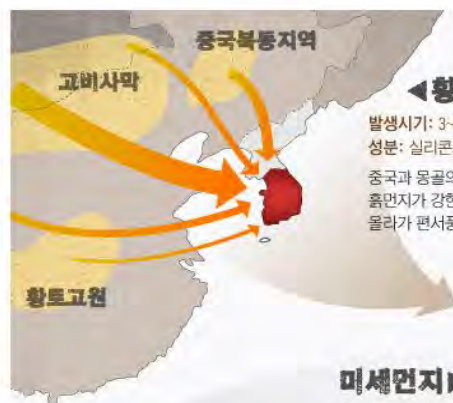 중국북동지역
고비사막
◀황
발생시기: 3~
성분: 실리콘
중국과 몽골의
흙먼지가 강한
몰라가 편서풍
황토고원
미세먼지